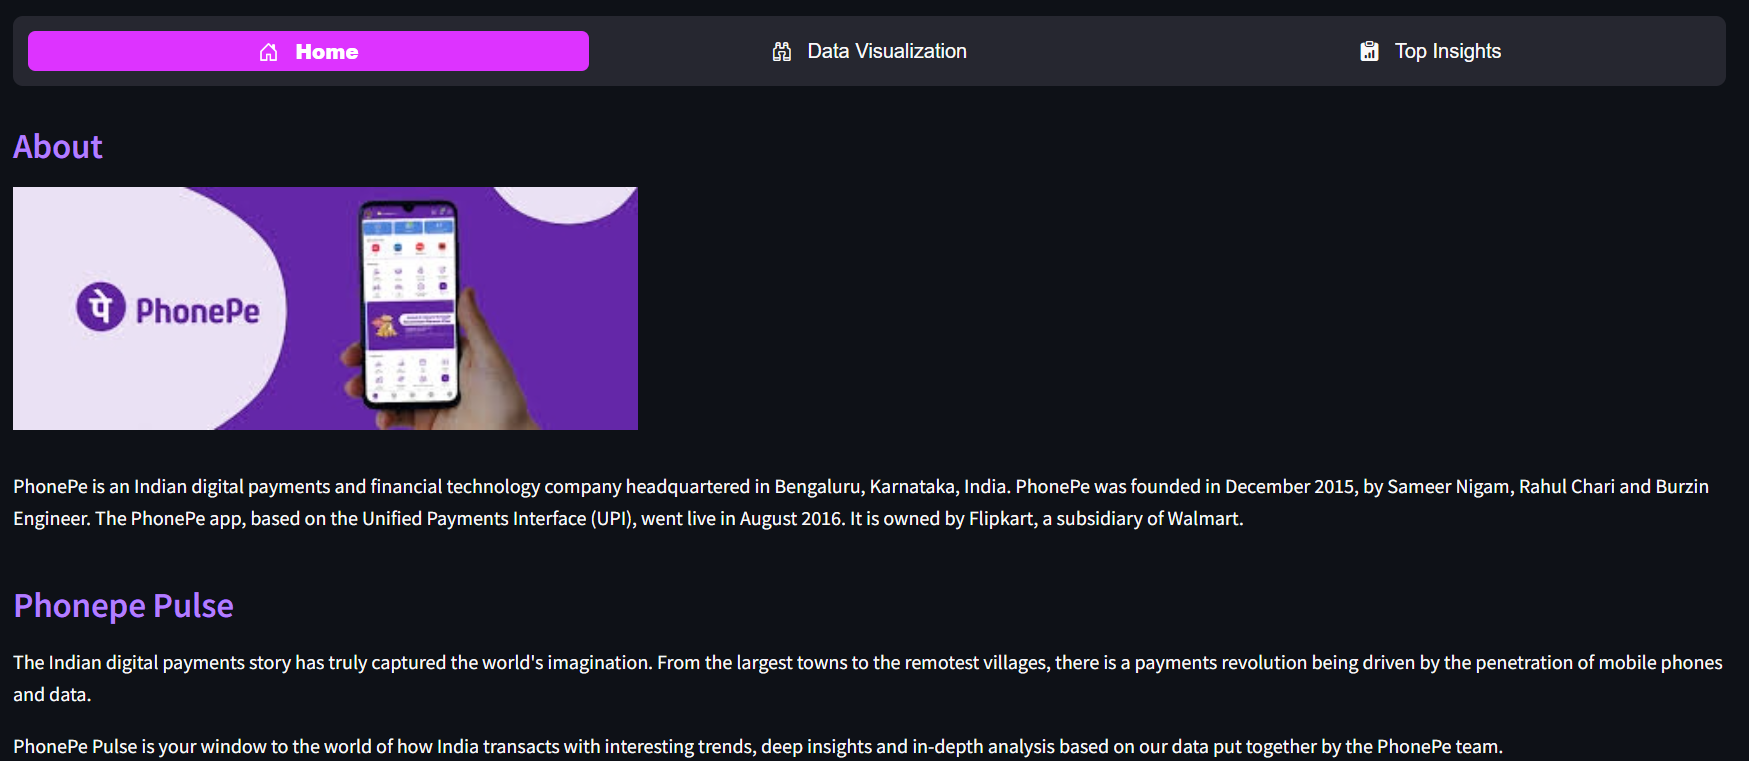 Home
Data Visualization
Top Insights
About
पे PhonePe
PhonePe is an Indian digital payments and financial technology company headquartered in Bengaluru, Karnataka, India. PhonePe was founded in December 2015, by Sameer Nigam, Rahul Chari and Burzin
Engineer. The PhonePe app, based on the Unified Payments Interface (UPI), went live in August 2016. It is owned by Flipkart, a subsidiary of Walmart.
Phonepe Pulse
The Indian digital payments story has truly captured the world's imagination. From the largest towns to the remotest villages, there is a payments revolution being driven by the penetration of mobile phones
and data.
PhonePe Pulse is your window to the world of how India transacts with interesting trends, deep insights and in-depth analysis based on our data put together by the PhonePe team.